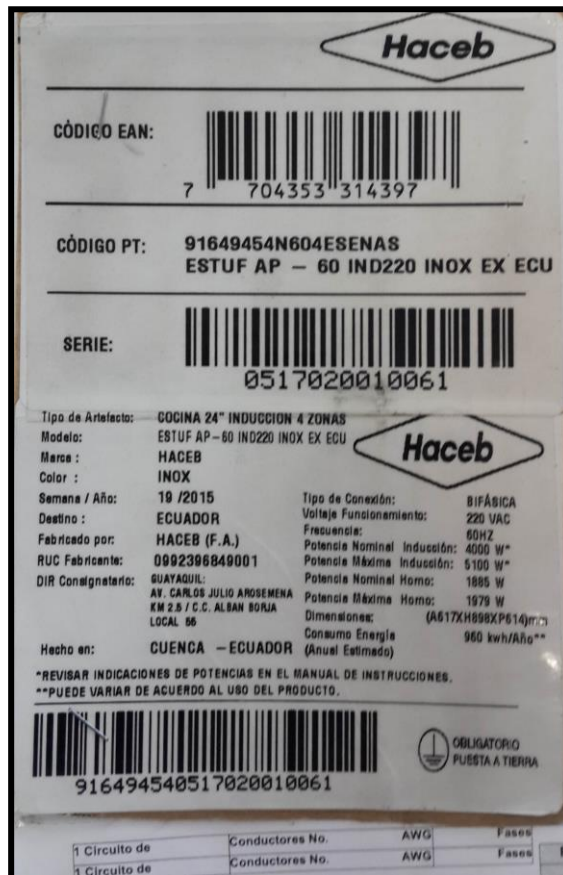 Haceb
CÓDIGO EAN:
7 704353 314397
CÓDIGO PT: 91649454N604ESENAS
ESTUF AP – 60 IND220 INOX EX ECU
SERIE:
0517020010061
Haceb
Tipo de Artefacto: COCINA 24" INDUCCION 4 ZONAS
Modelo: ESTUF AP-60 IND220 INOX EX ECU
Marca : HACEB
Color : INOX
Semana / Año: 19 /2015
Destino : ECUADOR
Fabricado por: HACEB (F.A.)
RUC Fabricante: 0992396849001
DIR Consignatario: GUAYAQUIL:
AV. CARLOS JULIO AROSEMENA
KM 2.5 / C.C. ALBAN BORJA
LOCAL 56
Hecho en: CUENCA – ECUADOR
Tipo de Conexión: BIFÁSICA
Voltaje Funcionamiento: 220 VAC
Frecuencia: 60HZ
Potencia Nominal Inducción: 4000 W*
Potencia Máxima Inducción: 5100 W*
Potencia Nominal Horno: 1885 W
Potencia Máxima Horno: 1979 W
Dimensiones: (A617XH898XP614)mm
Consumo Energía 960 kwh/Año**
(Anual Estimado)
*REVISAR INDICACIONES DE POTENCIAS EN EL MANUAL DE INSTRUCCIONES.
**PUEDE VARIAR DE ACUERDO AL USO DEL PRODUCTO.
916494540517020010061
OBLIGATORIO
PUESTA A TIERRA
1 Circuito de Conductores No. AWG Fases
1 Circuito de Conductores No. AWG Fases